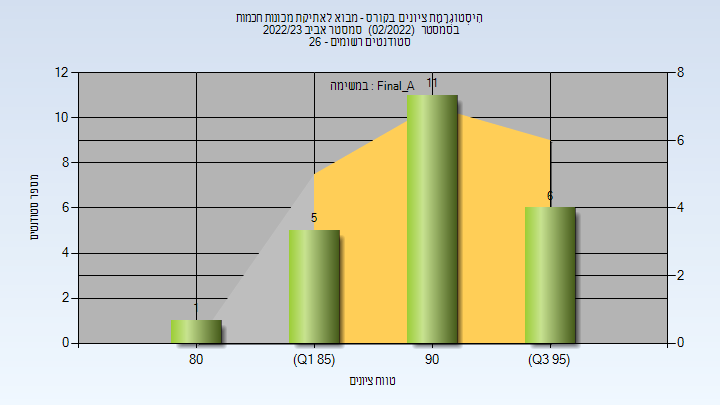 היסטוגרמת ציונים בקורס - מבוא לאתיקת מכונות חכמות
בסמסטר (02/2022) סמסטר אביב 2022/23
סטודנטים רשומים - 26
במשימה : Final_A
מספר סטודנטים
12
10
8
6
4
2
0
8
6
4
2
0
1
5
11
6
80
(Q1 85)
90
(Q3 95)
טווח ציונים